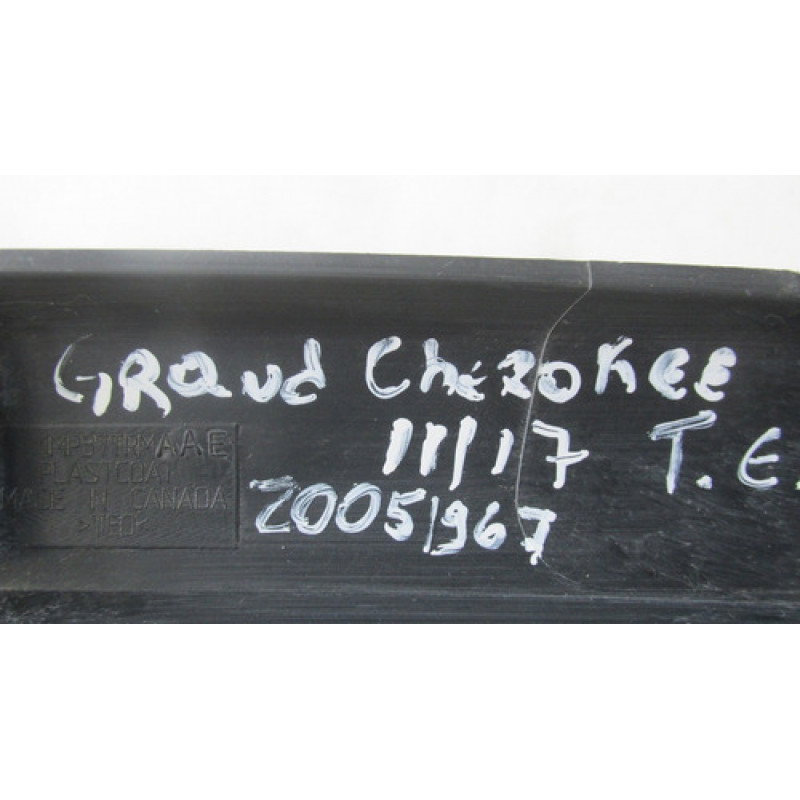 GRaud CheRoKEE
11/17 T.E.
2005/967
PLASTCOAT
MADE IN CANADA